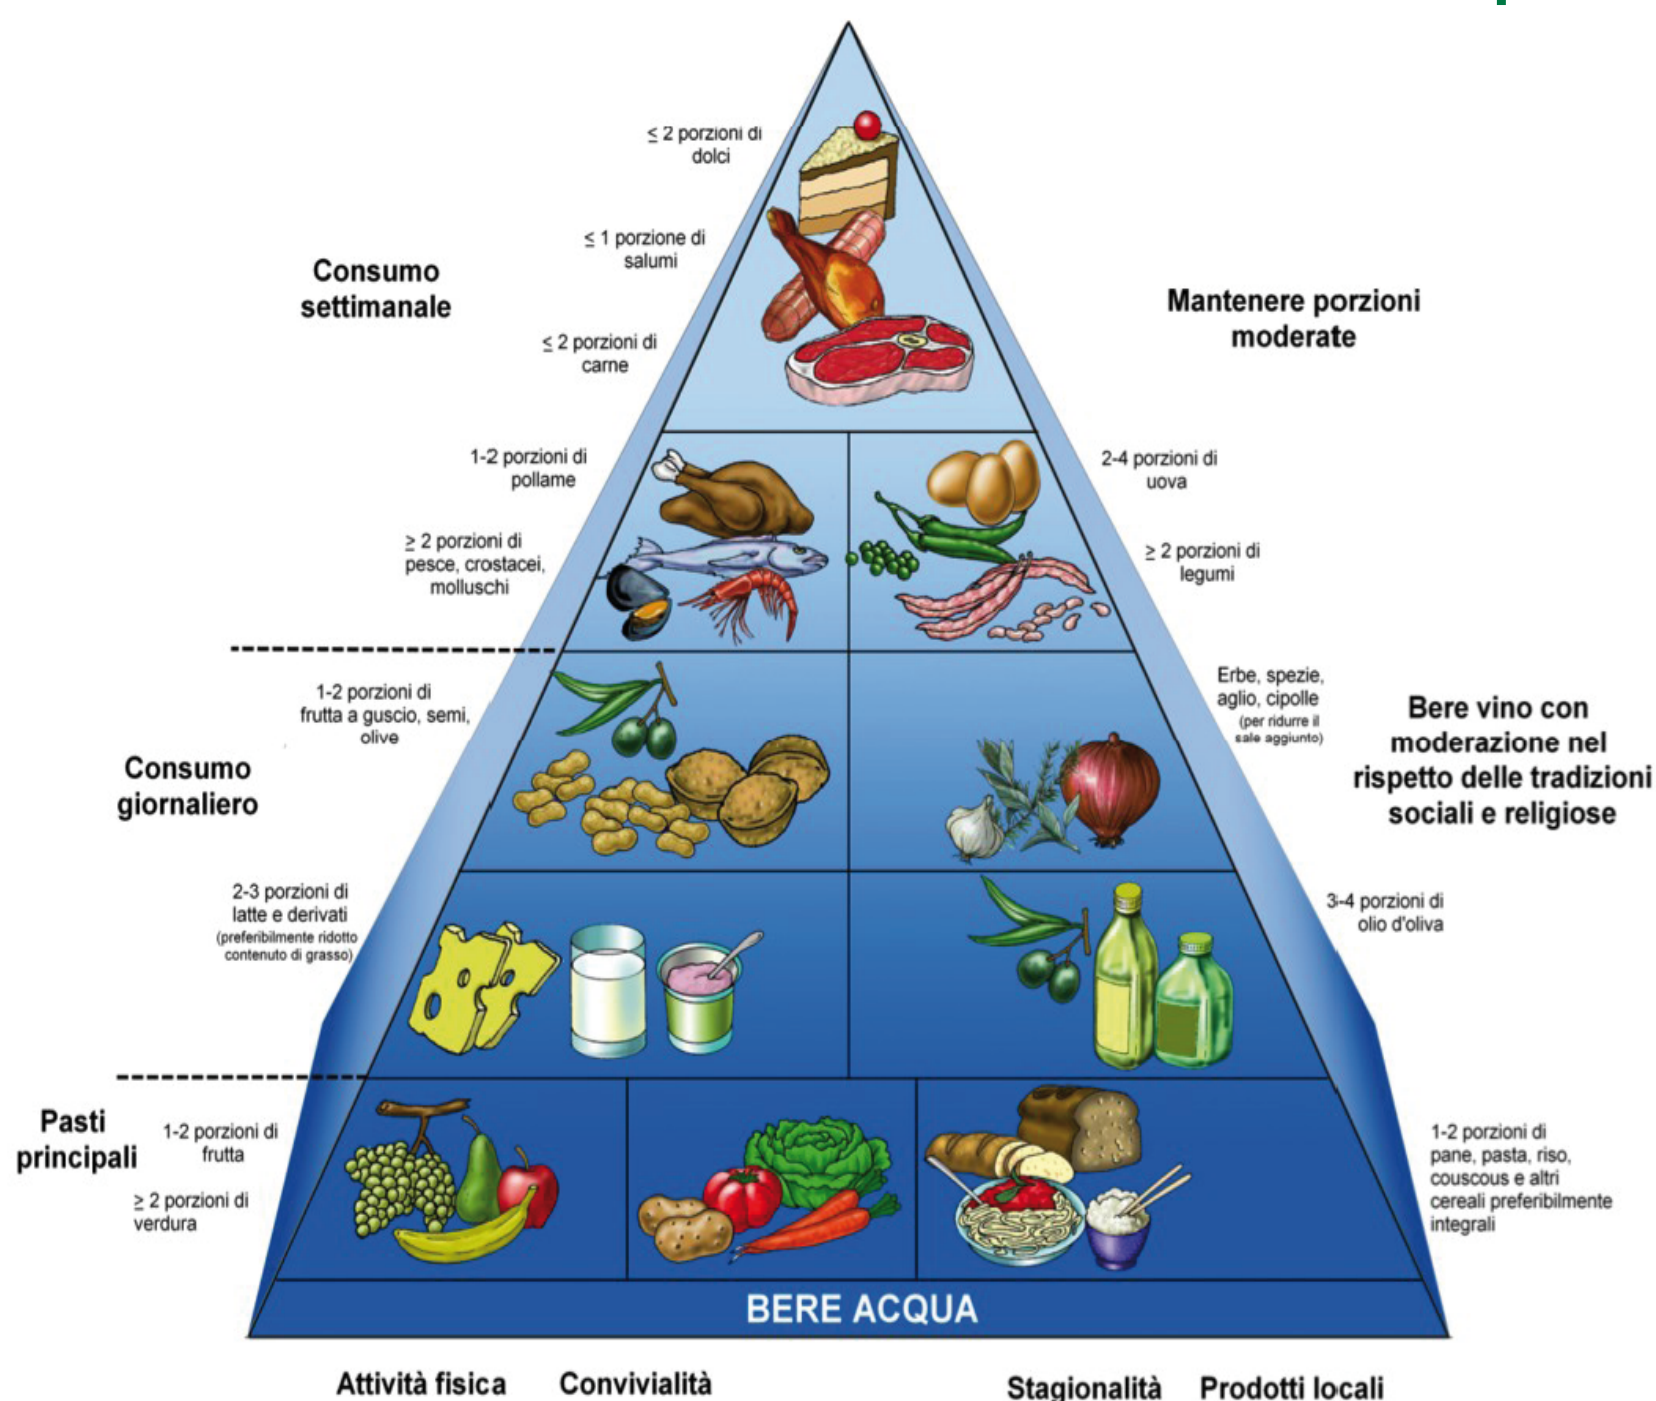 ≤ 2 porzioni di
dolci
≤ 1 porzione di
salumi
Consumo
settimanale
≤ 2 porzioni di
carne
Mantenere porzioni
moderate
1-2 porzioni di
pollame
2-4 porzioni di
uova
≥ 2 porzioni di
pesce, crostacei,
molluschi
≥ 2 porzioni di
legumi
1-2 porzioni di
frutta a guscio, semi,
olive
Erbe, spezie,
aglio, cipolle
(per ridurre il
sale aggiunto)
Consumo
giornaliero
Bere vino con
moderazione nel
rispetto delle tradizioni
sociali e religiose
2-3 porzioni di
latte e derivati
(preferibilmente ridotto
contenuto di grasso)
3-4 porzioni di
olio d'oliva
Pasti
principali
1-2 porzioni di
frutta
≥ 2 porzioni di
verdura
1-2 porzioni di
pane, pasta, riso,
couscous e altri
cereali preferibilmente
integrali
BERE ACQUA
Attività fisica Convivialità Stagionalità Prodotti locali